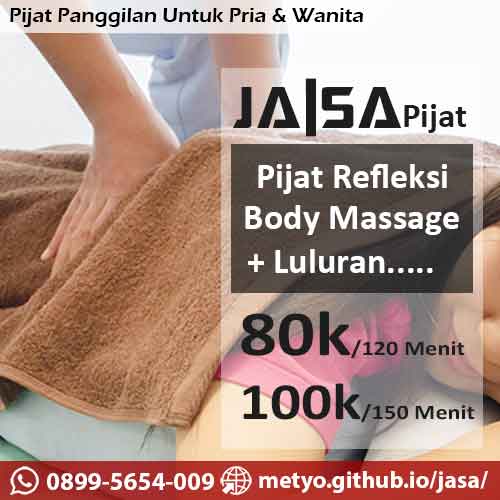 Pijat Panggilan Untuk Pria & Wanita
JASA Pijat
Pijat Refleksi
Body Massage
+ Luluran.....
80k/120 Menit
100k/150 Menit
0899-5654-009 metyo.github.io/jasa/